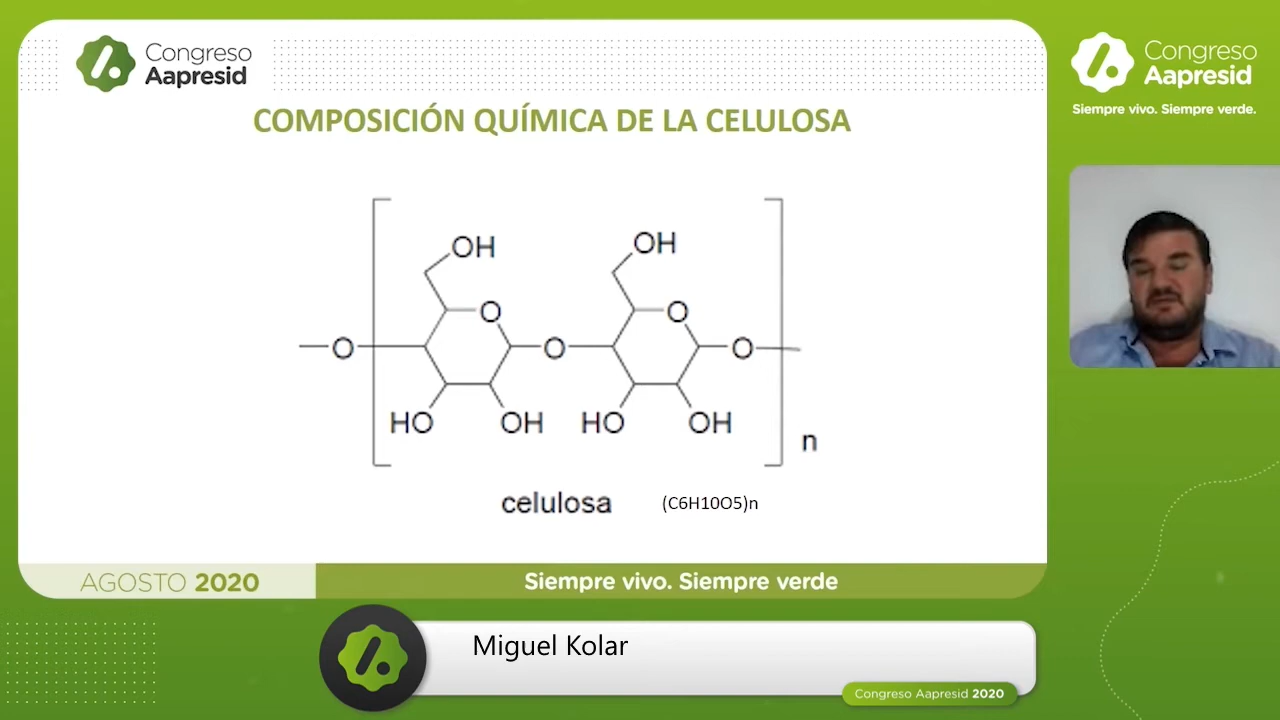 Congreso
Aapresid
Congreso
Aapresid
Siempre vivo. Siempre verde.
COMPOSICIÓN QUÍMICA DE LA CELULOSA
OH
OH
O
O
O
O
O
HO
OH
HO
OH
n
celulosa (C6H10O5)n
AGOSTO 2020
Siempre vivo. Siempre verde
Miguel Kolar
Congreso Aapresid 2020